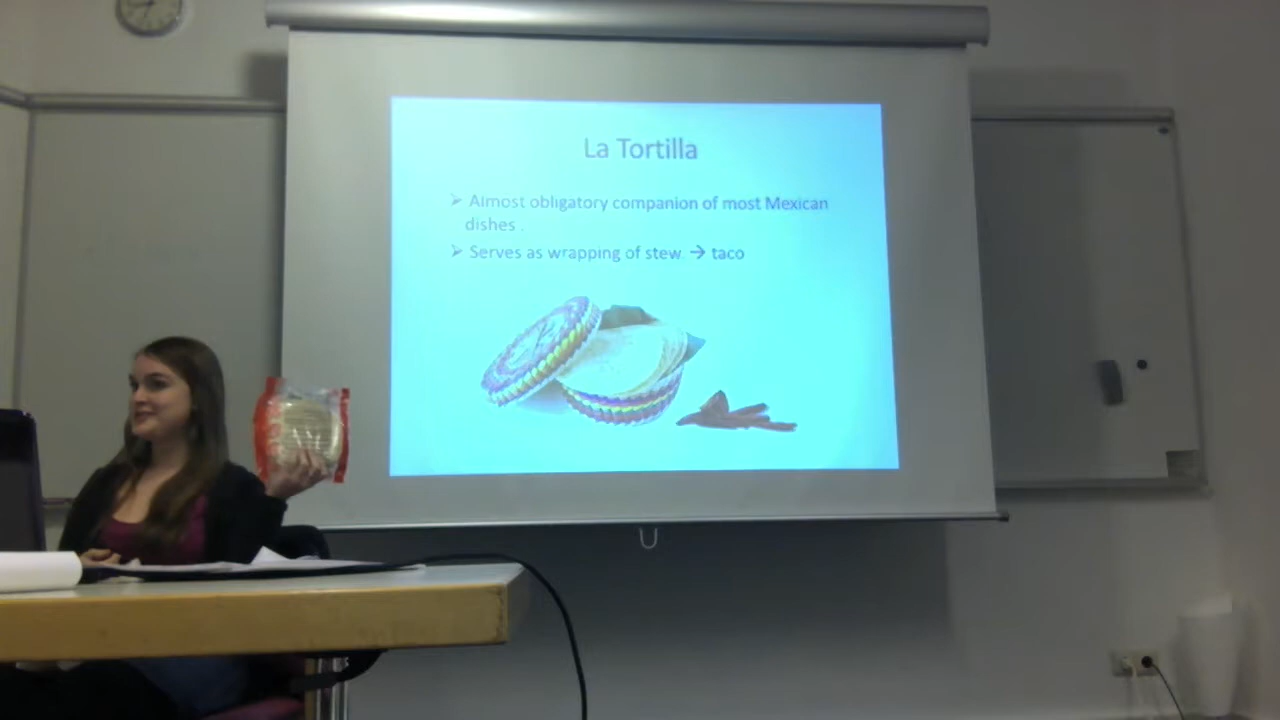 La Tortilla
➢ Almost obligatory companion of most Mexican
dishes .
➢ Serves as wrapping of stew → taco